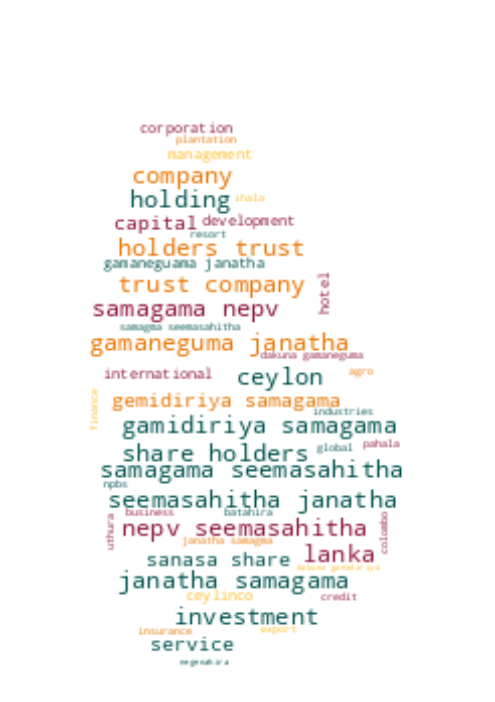 corporation
plantation
management
company
holding ihala
capital development
resort
holders trust
gamaneguama janatha
trust company
hotel
samagama nepv
samagma seemasahitha
gamaneguma janatha
dakuna gamaneguma
international ceylon agro
finance
gemidiriya samagama
industries
gamidiriya samagama
share holders global pahala
samagama seemasahitha
npbs
seemasahitha janatha
business batahira
uthura
nepv seemasahitha
colombo
janatha samagma
sanasa share lanka
dakuna gamidiriya
janatha samagama
ceylinco credit
investment
insurance export
service
negenahira